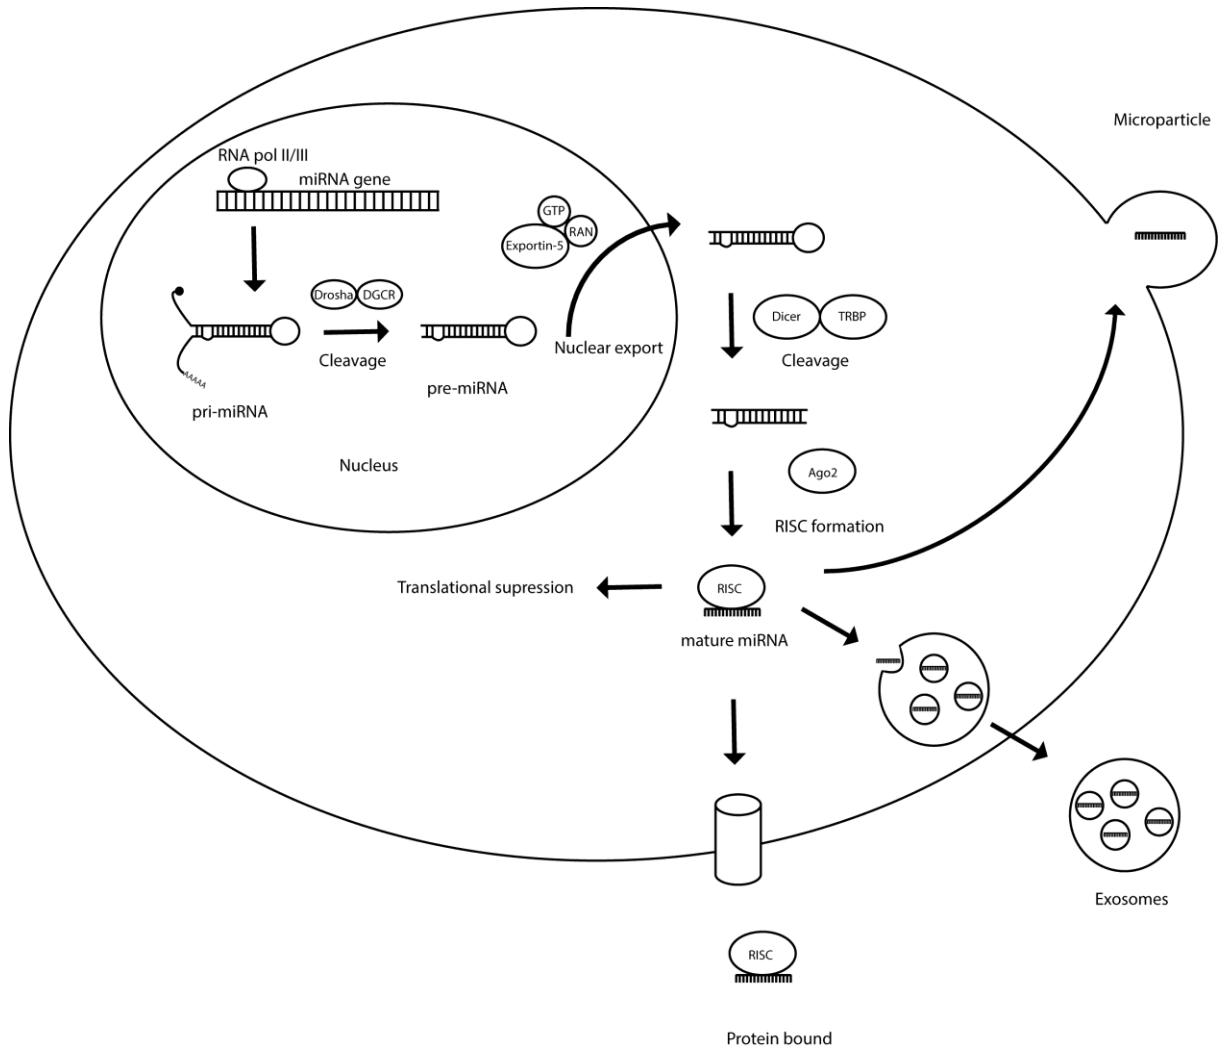 Microparticle
RNA pol II/III
miRNA gene
GTP
RAN
Exportin-5
Drosha
DGCR
Cleavage
Nuclear export
pre-miRNA
AAAAA
pri-miRNA
Nucleus
Dicer
TRBP
Cleavage
Ago2
RISC formation
Translational supression
RISC
mature miRNA
Exosomes
RISC
Protein bound